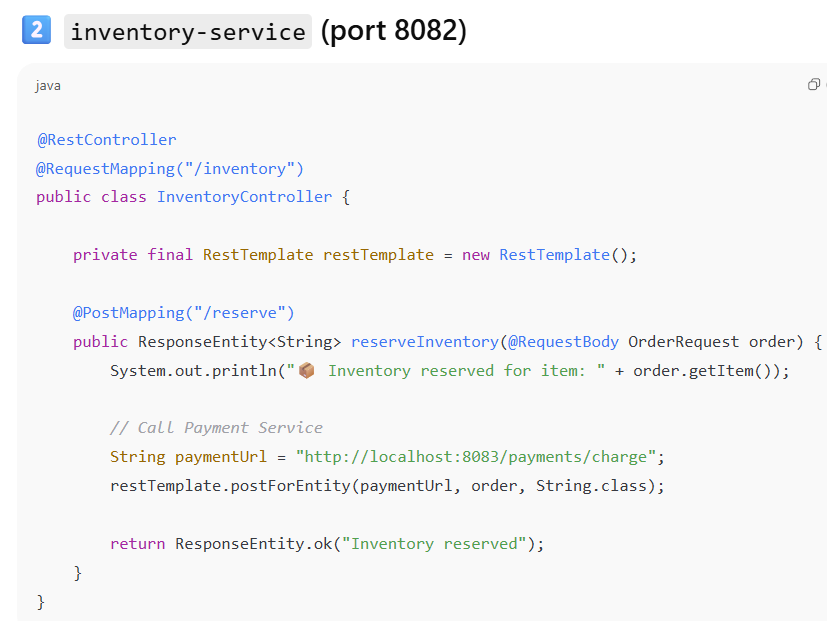 2 inventory-service (port 8082)
java
@RestController
@RequestMapping("/inventory")
public class InventoryController {
    private final RestTemplate restTemplate = new RestTemplate();
    @PostMapping("/reserve")
    public ResponseEntity<String> reserveInventory(@RequestBody OrderRequest order) {
        System.out.println("📦 Inventory reserved for item: " + order.getItem());
        // Call Payment Service
        String paymentUrl = "http://localhost:8083/payments/charge";
        restTemplate.postForEntity(paymentUrl, order, String.class);
        return ResponseEntity.ok("Inventory reserved");
    }
}